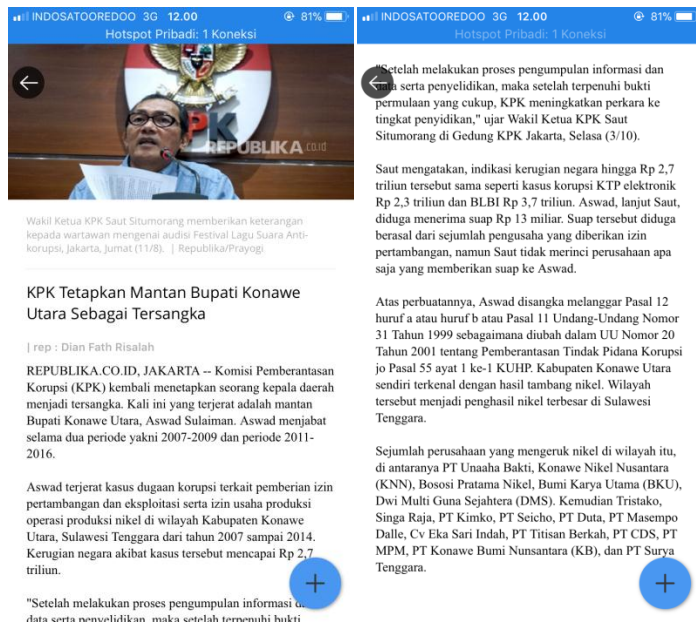 INDOSATOOREDOO 3G 12.00 81%
Hotspot Pribadi: 1 Koneksi
PK
REPUBLIKA.co.id
Wakil Ketua KPK Saut Situmorang memberikan keterangan
kepada wartawan mengenai audisi Festival Lagu Suara Anti-
korupsi, Jakarta, Jumat (11/8). | Republika/Prayogi
KPK Tetapkan Mantan Bupati Konawe
Utara Sebagai Tersangka
| rep : Dian Fath Risalah
REPUBLIKA.CO.ID, JAKARTA -- Komisi Pemberantasan
Korupsi (KPK) kembali menetapkan seorang kepala daerah
menjadi tersangka. Kali ini yang terjerat adalah mantan
Bupati Konawe Utara, Aswad Sulaiman. Aswad menjabat
selama dua periode yakni 2007-2009 dan periode 2011-
2016.
Aswad terjerat kasus dugaan korupsi terkait pemberian izin
pertambangan dan eksploitasi serta izin usaha produksi
operasi produksi nikel di wilayah Kabupaten Konawe
Utara, Sulawesi Tenggara dari tahun 2007 sampai 2014.
Kerugian negara akibat kasus tersebut mencapai Rp 2,7
triliun.
"Setelah melakukan proses pengumpulan informasi
data serta penyelidikan, maka setelah terpenuhi bukti
INDOSATOOREDOO 3G 12.00 81%
Hotspot Pribadi: 1 Koneksi
"Setelah melakukan proses pengumpulan informasi dan
data serta penyelidikan, maka setelah terpenuhi bukti
permulaan yang cukup, KPK meningkatkan perkara ke
tingkat penyidikan," ujar Wakil Ketua KPK Saut
Situmorang di Gedung KPK Jakarta, Selasa (3/10).
Saut mengatakan, indikasi kerugian negara hingga Rp 2,7
triliun tersebut sama seperti kasus korupsi KTP elektronik
Rp 2,3 triliun dan BLBI Rp 3,7 triliun. Aswad, lanjut Saut,
diduga menerima suap Rp 13 miliar. Suap tersebut diduga
berasal dari sejumlah pengusaha yang diberikan izin
pertambangan, namun Saut tidak merinci perusahaan apa
saja yang memberikan suap ke Aswad.
Atas perbuatannya, Aswad disangka melanggar Pasal 12
huruf a atau huruf b atau Pasal 11 Undang-Undang Nomor
31 Tahun 1999 sebagaimana diubah dalam UU Nomor 20
Tahun 2001 tentang Pemberantasan Tindak Pidana Korupsi
jo Pasal 55 ayat 1 ke-1 KUHP. Kabupaten Konawe Utara
sendiri terkenal dengan hasil tambang nikel. Wilayah
tersebut menjadi penghasil nikel terbesar di Sulawesi
Tenggara.
Sejumlah perusahaan yang mengeruk nikel di wilayah itu,
di antaranya PT Unaaha Bakti, Konawe Nikel Nusantara
(KNN), Bososi Pratama Nikel, Bumi Karya Utama (BKU),
Dwi Multi Guna Sejahtera (DMS). Kemudian Tristako,
Singa Raja, PT Kimko, PT Seicho, PT Duta, PT Masempo
Dalle, Cv Eka Sari Indah, PT Titisan Berkah, PT CDS, PT
MPM, PT Konawe Bumi Nunsantara (KB), dan PT Surya
Tenggara.